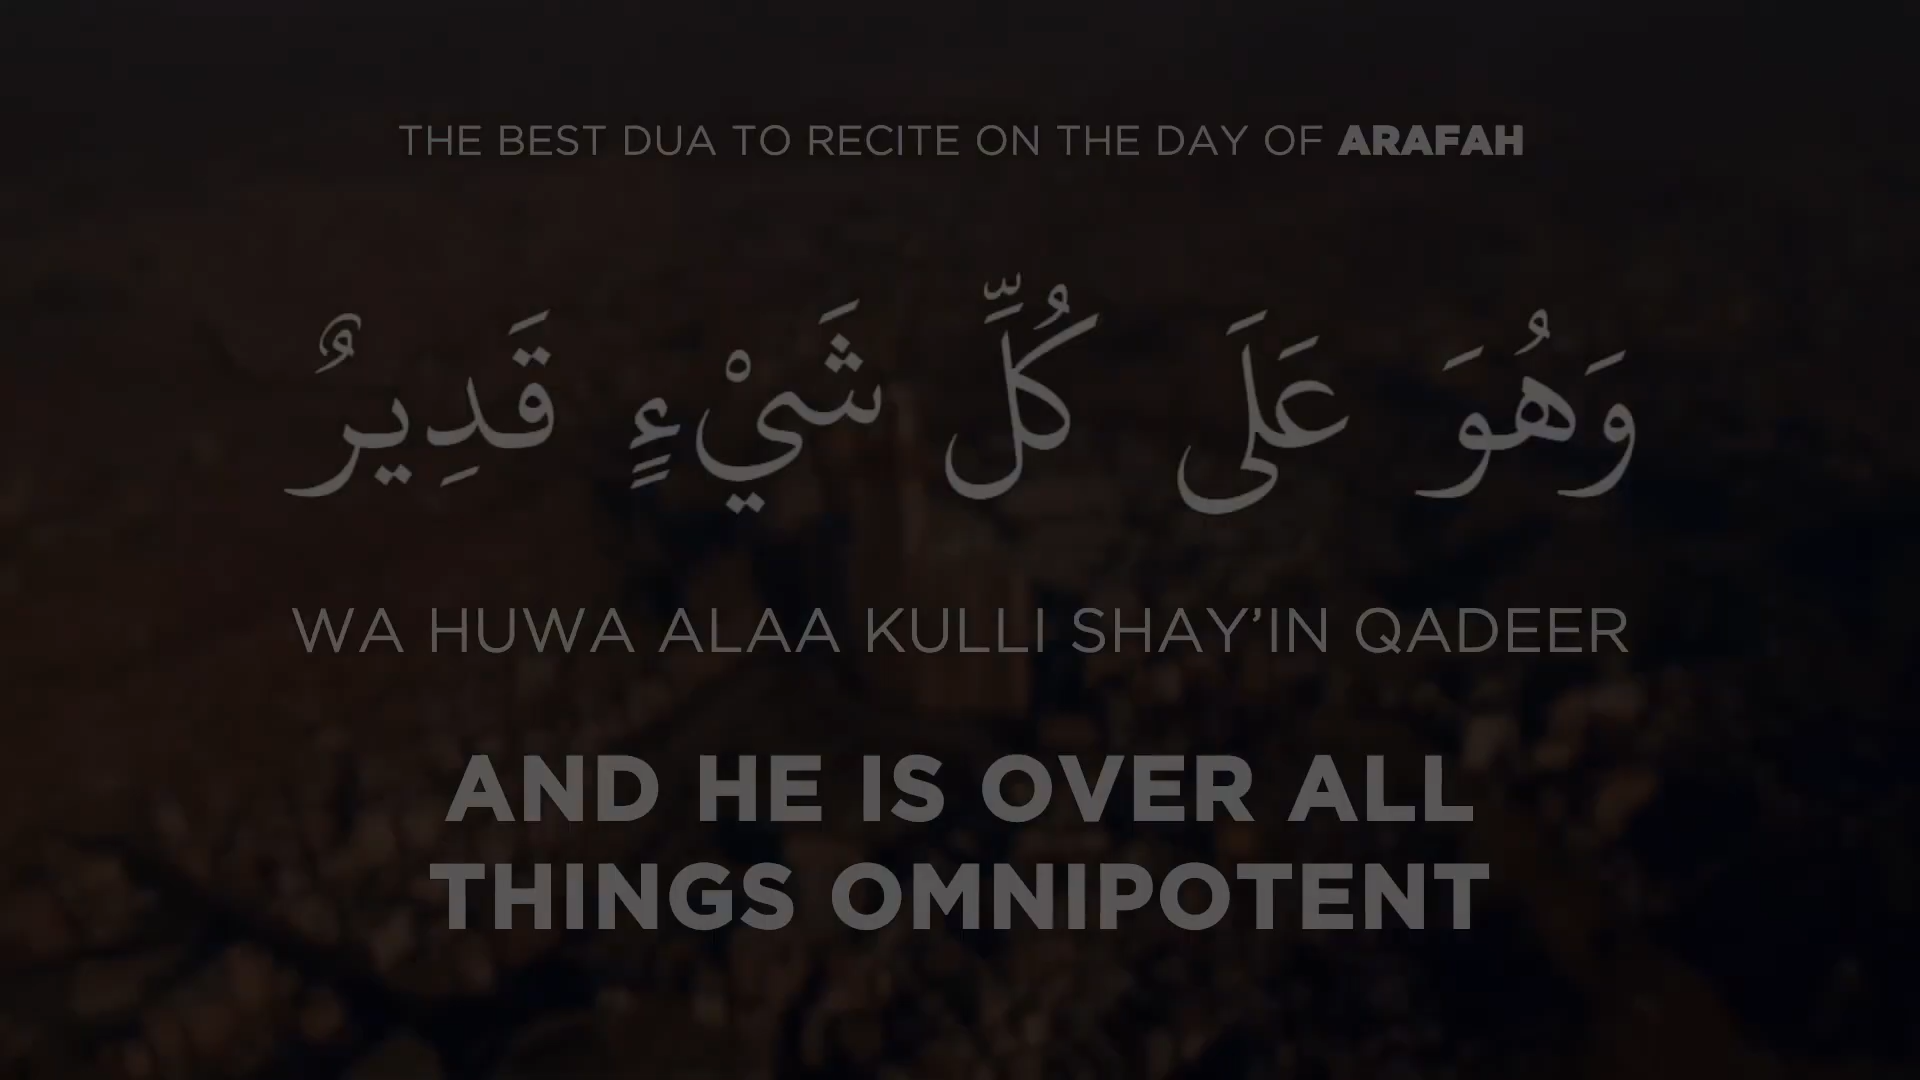 THE BEST DUA TO RECITE ON THE DAY OF ARAFAH
وَهُوَ عَلَى كُلِّ شَيْءٍ قَدِيرٌ
WA HUWA ALAA KULLI SHAY’IN QADEER
AND HE IS OVER ALL
THINGS OMNIPOTENT